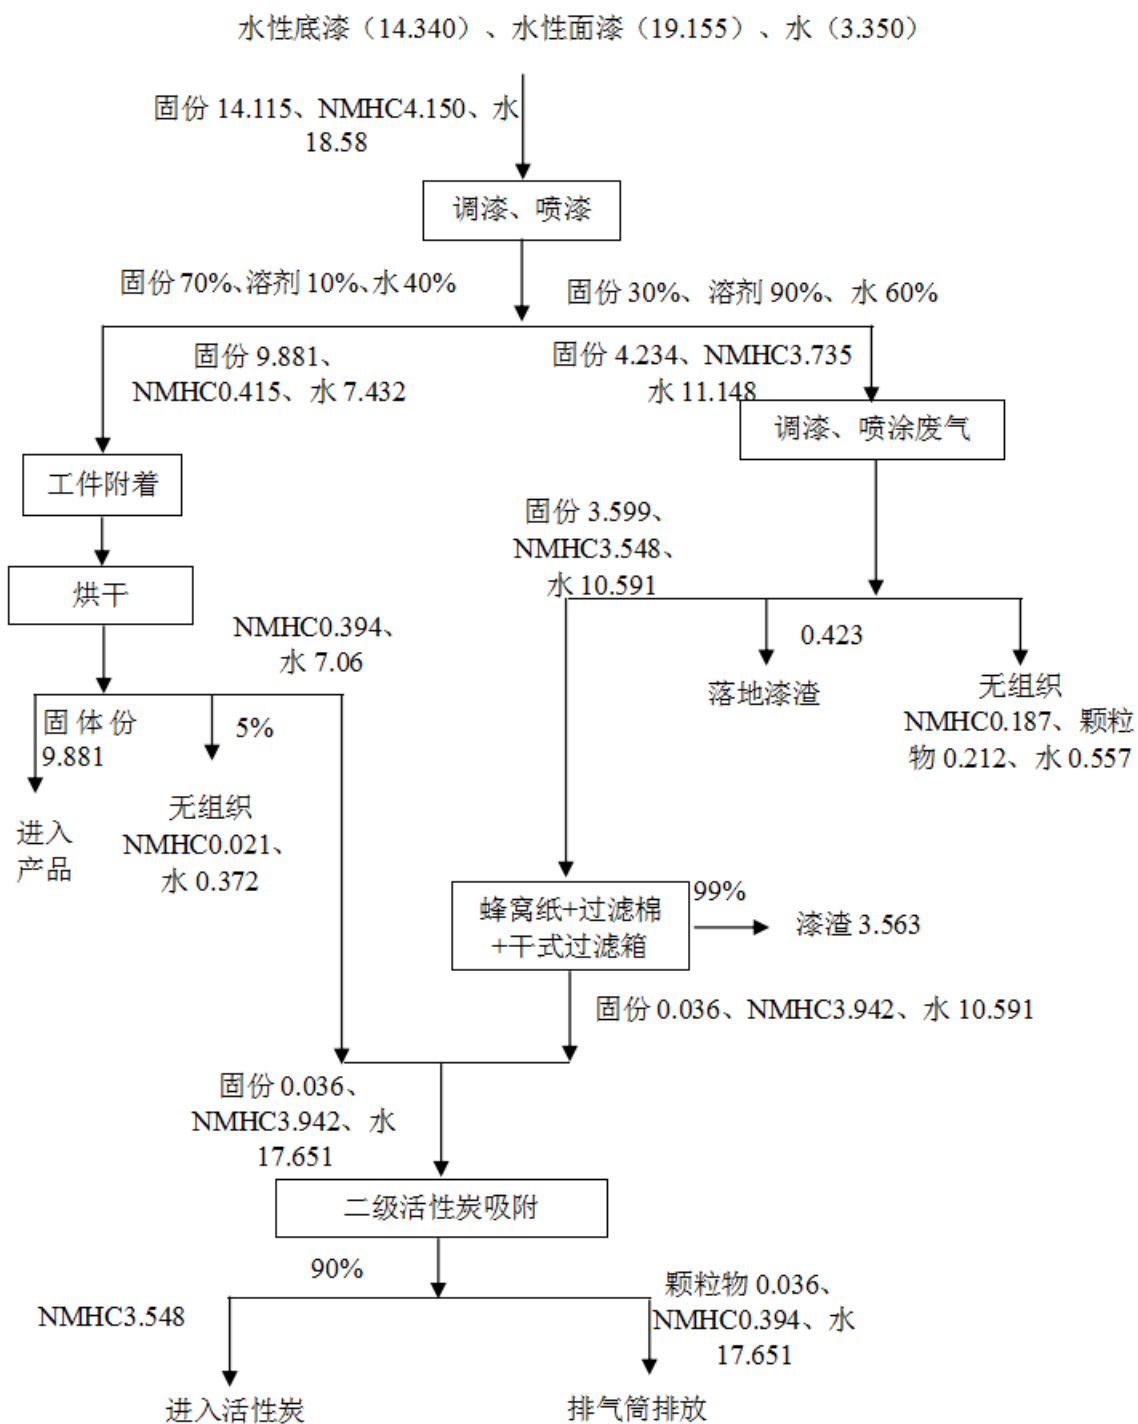 水性底漆（14.340）、水性面漆（19.155）、水（3.350）
固份 14.115、NMHC4.150、水
18.58
调漆、喷漆
固份 70%、溶剂 10%、水 40%
固份 30%、溶剂 90%、水 60%
固份 9.881、
NMHC0.415、水 7.432
固份 4.234、NMHC3.735
水 11.148
调漆、喷涂废气
工件附着
固份 3.599、
NMHC3.548、
水 10.591
烘干
NMHC0.394、
水 7.06
0.423
落地漆渣
无组织
NMHC0.187、颗粒
物 0.212、水 0.557
固体份
9.881
5%
进入
产品
无组织
NMHC0.021、
水 0.372
蜂窝纸+过滤棉
+干式过滤箱
99%
漆渣 3.563
固份 0.036、NMHC3.942、水 10.591
固份 0.036、
NMHC3.942、水
17.651
二级活性炭吸附
90%
NMHC3.548
颗粒物 0.036、
NMHC0.394、水
17.651
进入活性炭
排气筒排放